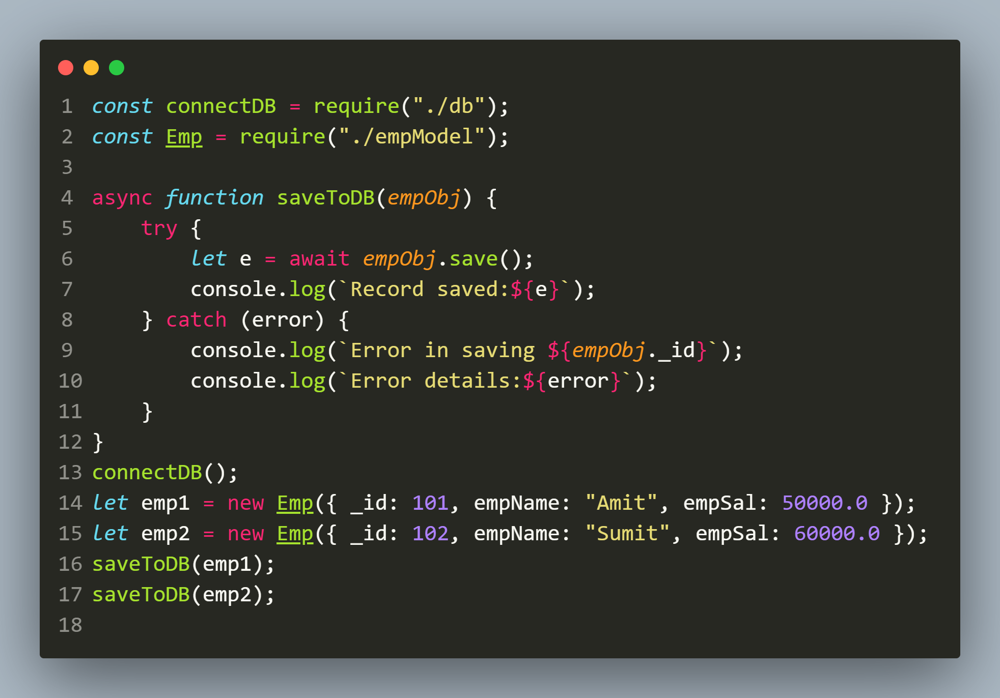 1 const connectDB = require("./db");
2 const Emp = require("./empModel");
3
4 async function saveToDB(empObj) {
5     try {
6         let e = await empObj.save();
7         console.log(`Record saved:${e}`);
8     } catch (error) {
9         console.log(`Error in saving ${empObj._id}`);
10         console.log(`Error details:${error}`);
11     }
12 }
13 connectDB();
14 let emp1 = new Emp({ _id: 101, empName: "Amit", empSal: 50000.0 });
15 let emp2 = new Emp({ _id: 102, empName: "Sumit", empSal: 60000.0 });
16 saveToDB(emp1);
17 saveToDB(emp2);
18